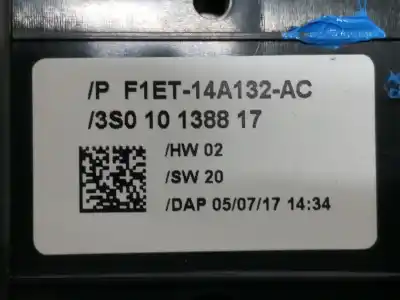 /P F1ET-14A132-AC
/3S0 10 1388 17
/HW 02
/SW 20
/DAP 05/07/17 14:34